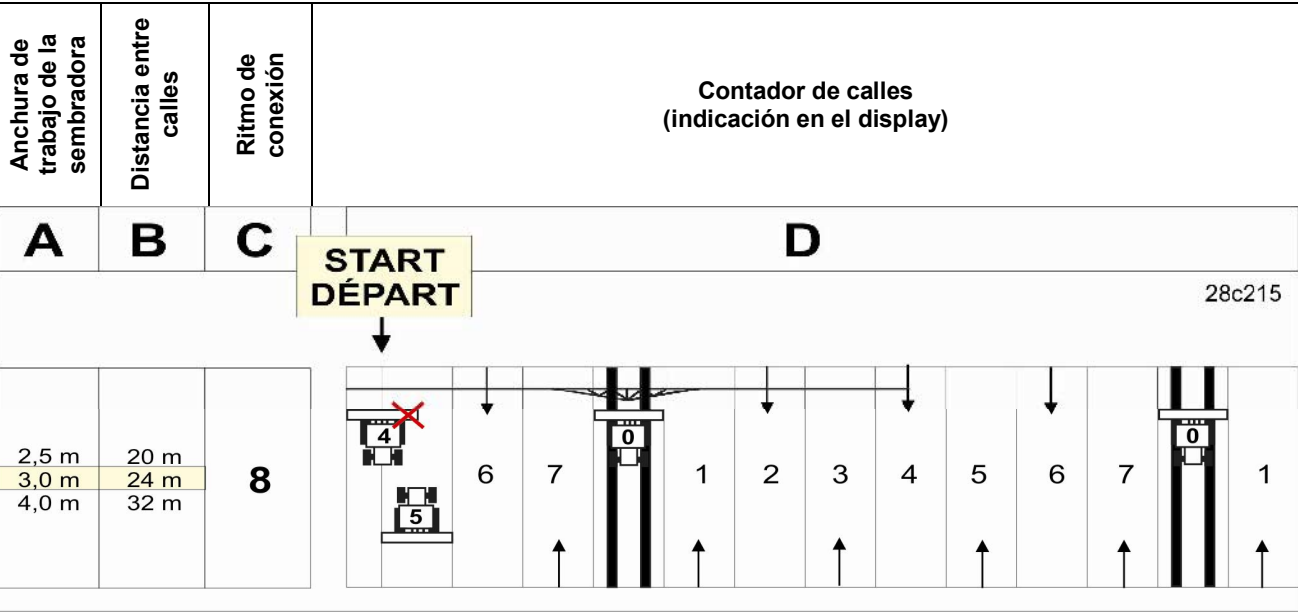 Anchura de
trabajo de la
sembradora
Distancia entre
calles
Ritmo de
conexión
Contador de calles
(indicación en el display)
A
B
C
D
START
DÉPART
28c215
2,5 m 20 m
3,0 m 24 m
4,0 m 32 m
8
4
5
6 7 0 1 2 3 4 5 6 7 0 1